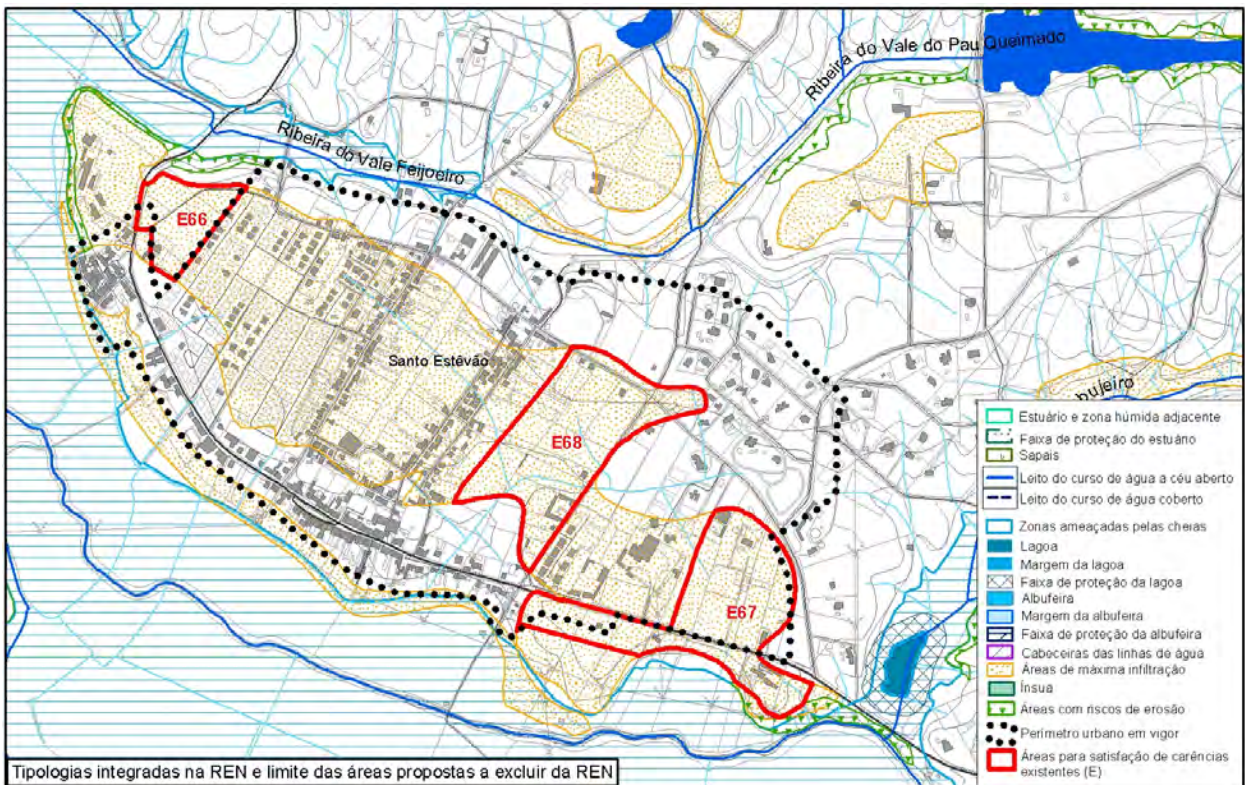 Ribeira do Vale do Pau Queimado
Ribeira do Vale Feijoeiro
E66
Santo Estêvão
bujeiro
E68
E67
Estuário e zona húmida adjacente
Faixa de proteção do estuário
Sapais
Leito do curso de água a céu aberto
Leito do curso de água coberto
Zonas ameaçadas pelas cheias
Lagoa
Margem da lagoa
Faixa de proteção da lagoa
Albufeira
Margem da albufeira
Faixa de proteção da albufeira
Cabeceiras das linhas de água
Áreas de máxima infiltração
Ínsua
Áreas com riscos de erosão
Perímetro urbano em vigor
Áreas para satisfação de carências
existentes (E)
Tipologias integradas na REN e limite das áreas propostas a excluir da REN